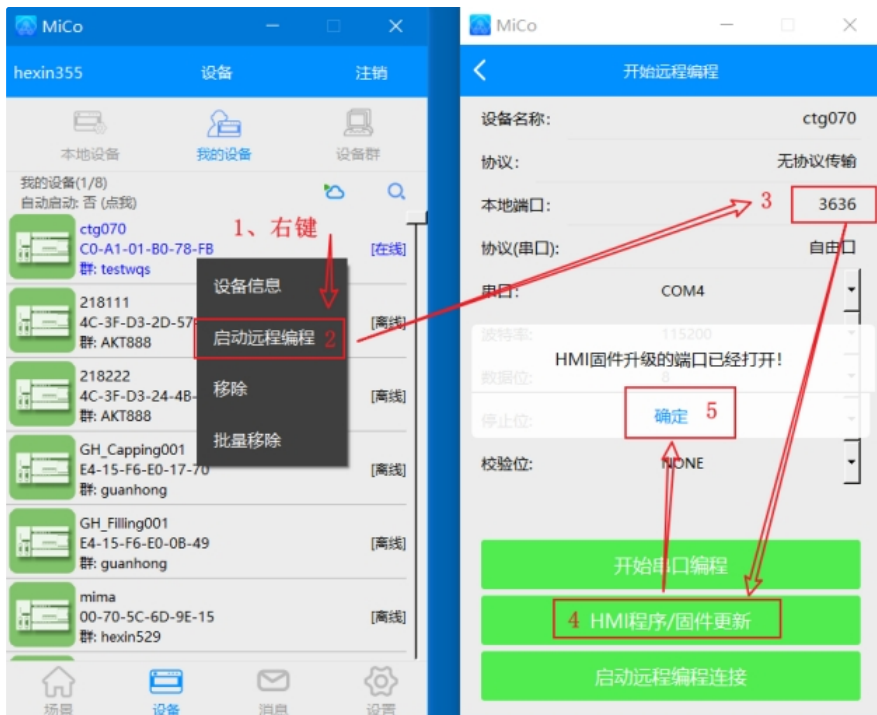 MiCo
hexin355
设备
注销
本地设备
我的设备
设备群
我的设备(1/8)
自动启动: 否 (点我)
ctg070
C0-A1-01-B0-78-FB
群: testwqs
[在线]
1、右键
218111
4C-3F-D3-2D-57
群: AKT888
[离线]
218222
4C-3F-D3-24-4B-
群: AKT888
[离线]
GH_Capping001
E4-15-F6-E0-17-70
群: guanhong
[离线]
GH_Filling001
E4-15-F6-E0-0B-49
群: guanhong
[离线]
mima
00-70-5C-6D-9E-15
群: hexin529
[离线]
设备信息
启动远程编程 2
移除
批量移除
场景
设备
消息
设置
MiCo
开始远程编程
设备名称: ctg070
协议: 无协议传输
本地端口: 3 3636
协议(串口): 自由口
串口: COM4
波特率: 115200
HMI固件升级的端口已经打开!
数据位: 8
停止位:
确定 5
校验位: NONE
开始串口编程
4 HMI程序/固件更新
启动远程编程连接